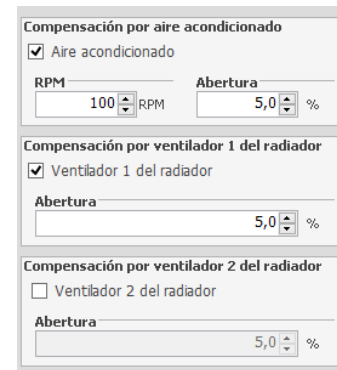 Compensación por aire acondicionado
Aire acondicionado
RPM Abertura
100 RPM 5,0 %
Compensación por ventilador 1 del radiador
Ventilador 1 del radiador
Abertura
5,0 %
Compensación por ventilador 2 del radiador
Ventilador 2 del radiador
Abertura
5,0 %